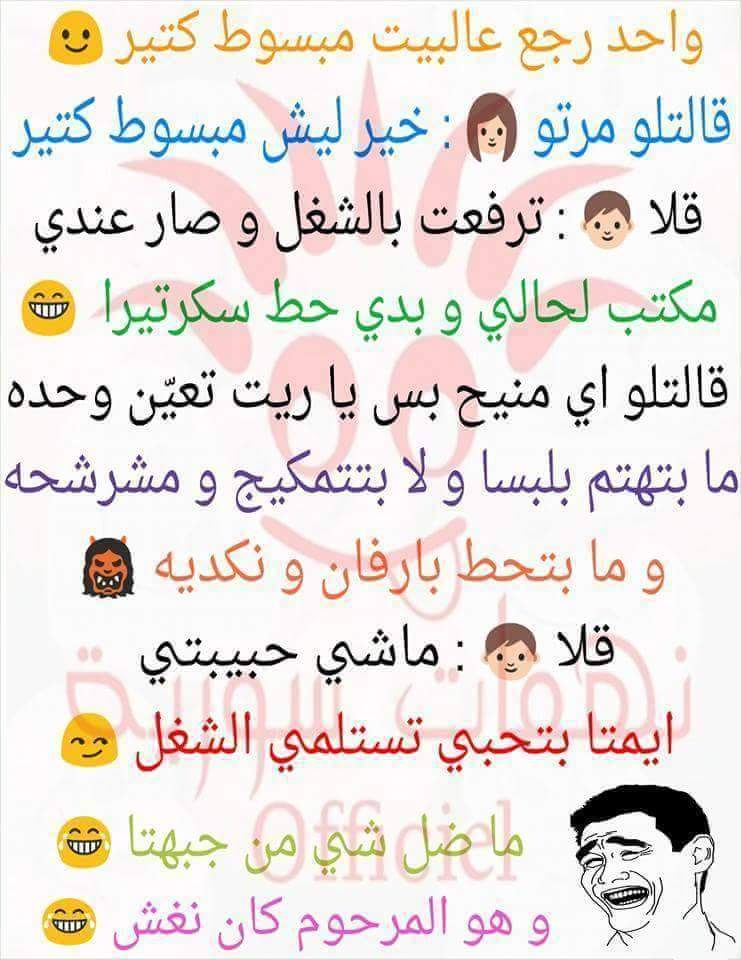 واحد رجع عالبيت مبسوط كتير 🙂
قالتلو مرتو 👩 : خير ليش مبسوط كتير
قلا 👦 : ترفعت بالشغل و صار عندي
مكتب لحالي و بدي حط سكرتيرا 😁
قالتلو اي منيح بس يا ريت تعيّن وحده
ما بتهتم بلبسا و لا بتتمكيج و مشرشحه
و ما بتحط بارفان و نكديه 👹
قلا 👦 : ماشي حبيبتي
ايمتا بتحبي تستلمي الشغل 😏
ما ضل شي من جبهتا 😂
و هو المرحوم كان نغش 😂
نهفات سورية
Officiel